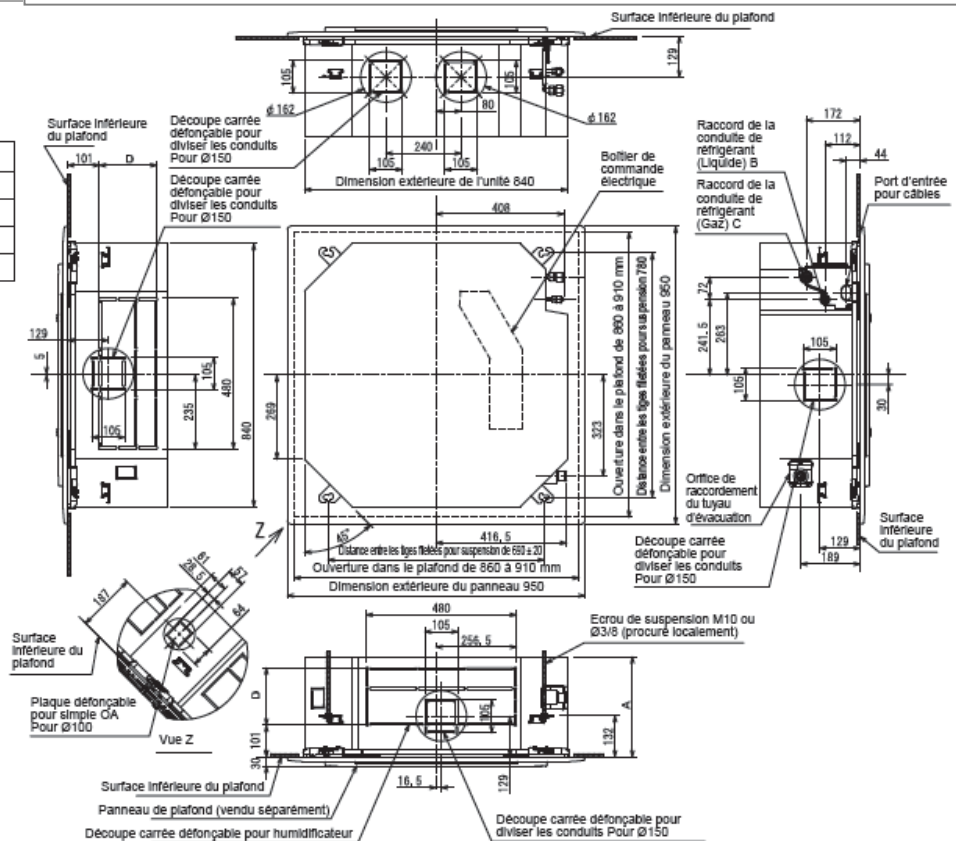 Surface Inférieure du plafond
129
105
105
ϕ 162
80
ϕ 162
240
105
105
Dimension extérieure de l'unité 840
Découpe carrée
défonçable pour
diviser les conduits
Pour Ø150
Découpe carrée
défonçable pour
diviser les conduits
Pour Ø150
Boîtier de
commande
électrique
Surface Inférieure
du plafond
101
D
129
5
105
105
235
480
840
408
269
323
Ouverture dans le plafond de 860 à 910 mm
Distance entre les tiges filetées pour suspension 780
Dimension extérieure du panneau 950
45°
Z
416, 5
Distance entre les tiges filetées pour suspension de 690 ± 20
Ouverture dans le plafond de 860 à 910 mm
Dimension extérieure du panneau 950
172
112
44
Raccord de la
conduite de
réfrigérant
(Liquide) B
Raccord de la
conduite de
réfrigérant
(Gaz) C
Port d'entrée
pour câbles
72
241. 5
263
105
105
30
Orifice de
raccordement
du tuyau
d'évacuation
Découpe carrée
défonçable pour
diviser les conduits
Pour Ø150
129
189
Surface
Inférieure
du plafond
187
28. 5
61
57
64
Surface
Inférieure du
plafond
Plaque défonçable
pour simple OA
Pour Ø100
Vue Z
480
105
256, 5
Ecrou de suspension M10 ou
Ø3/8 (procuré localement)
D
101
30
105
A
132
16, 5
129
Surface Inférieure du plafond
Panneau de plafond (vendu séparément)
Découpe carrée défonçable pour humidificateur
Découpe carrée défonçable pour
diviser les conduits Pour Ø150